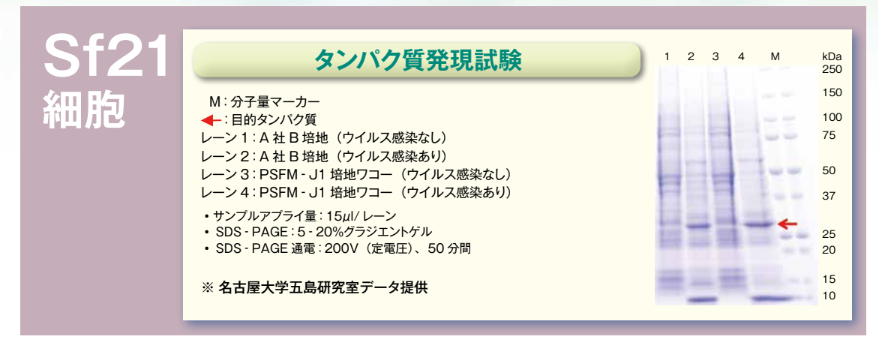 Sf21
細胞
タンパク質発現試験
M：分子量マーカー
：目的タンパク質
レーン 1：A 社 B 培地（ウイルス感染なし）
レーン 2：A 社 B 培地（ウイルス感染あり）
レーン 3：PSFM - J1 培地ワコー（ウイルス感染なし）
レーン 4：PSFM - J1 培地ワコー（ウイルス感染あり）
・サンプルアプライ量：15μl/ レーン
・ SDS - PAGE：5 - 20%グラジエントゲル
・ SDS - PAGE 通電：200V（定電圧）、50 分間
※ 名古屋大学五島研究室データ提供
1 2 3 4 M kDa
250
150
100
75
50
37
25
20
15
10